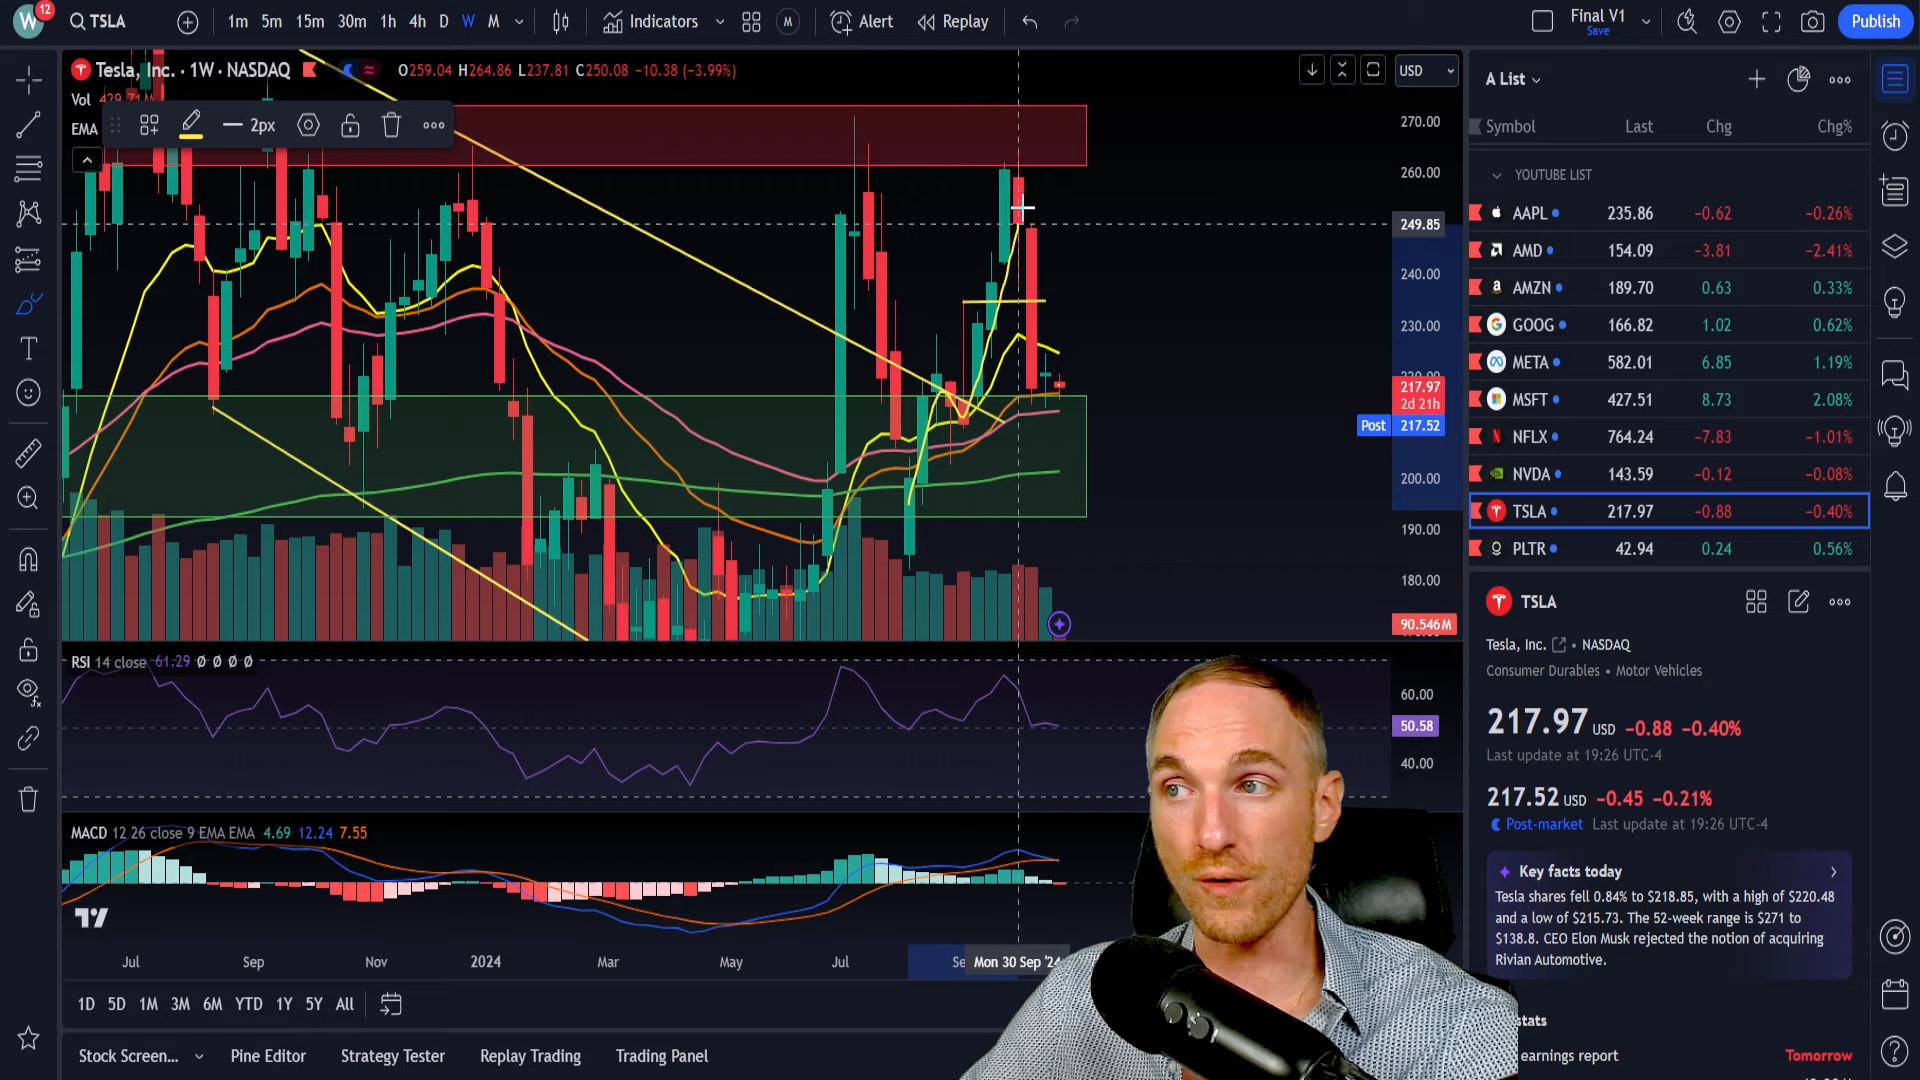 W 12 TSLA 1m 5m 15m 30m 1h 4h D W M Indicators M Alert Replay Final V1 Save Publish
Tesla, Inc. · 1W · NASDAQ O259.04 H264.86 L237.81 C250.08 −10.38 (−3.99%) USD
Vol
EMA 2px
270.00
260.00
249.85
240.00
230.00
217.97
2d 21h
Post 217.52
200.00
190.00
180.00
90.546M
RSI 14 close 61.29 Ø Ø Ø Ø
60.00
50.58
40.00
MACD 12 26 close 9 EMA EMA 4.69 12.24 7.55
Jul Sep Nov 2024 Mar May Jul Se Mon 30 Sep '24
1D 5D 1M 3M 6M YTD 1Y 5Y All
Stock Screen... Pine Editor Strategy Tester Replay Trading Trading Panel
A List
Symbol Last Chg Chg%
YOUTUBE LIST
AAPL 235.86 −0.62 −0.26%
AMD 154.09 −3.81 −2.41%
AMZN 189.70 0.63 0.33%
GOOG 166.82 1.02 0.62%
META 582.01 6.85 1.19%
MSFT 427.51 8.73 2.08%
NFLX 764.24 −7.83 −1.01%
NVDA 143.59 −0.12 −0.08%
TSLA 217.97 −0.88 −0.40%
PLTR 42.94 0.24 0.56%
TSLA
Tesla, Inc. • NASDAQ
Consumer Durables • Motor Vehicles
217.97 USD −0.88 −0.40%
Last update at 19:26 UTC-4
217.52 USD −0.45 −0.21%
Post-market Last update at 19:26 UTC-4
Key facts today
Tesla shares fell 0.84% to $218.85, with a high of $220.48
and a low of $215.73. The 52-week range is $271 to
$138.8. CEO Elon Musk rejected the notion of acquiring
Rivian Automotive.
stats
earnings report Tomorrow